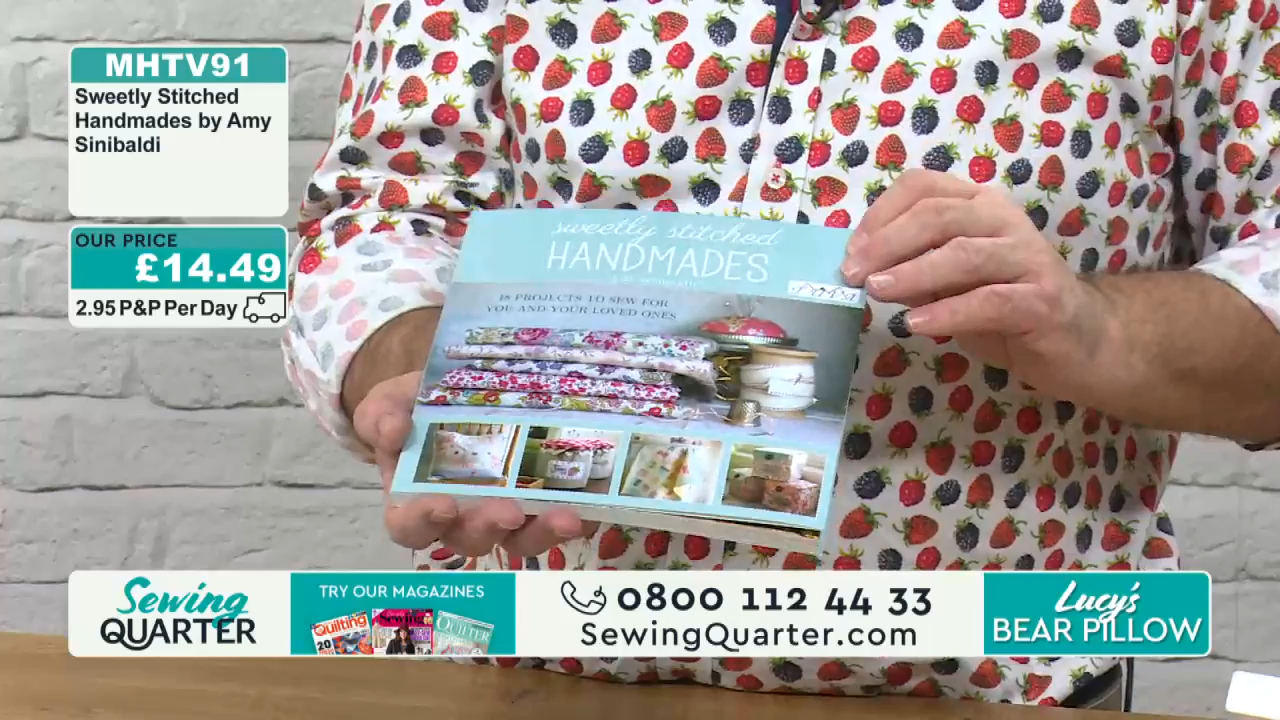 MHTV91
Sweetly Stitched
Handmades by Amy
Sinibaldi
OUR PRICE
£14.49
2.95 P&P Per Day
sweetly stitched
HANDMADES
18 PROJECTS TO SEW FOR
YOU AND YOUR LOVED ONES
Sewing
QUARTER
TRY OUR MAGAZINES
Quilting
20
Sewing
QUILTER
0800 112 44 33
SewingQuarter.com
Lucy's
BEAR PILLOW